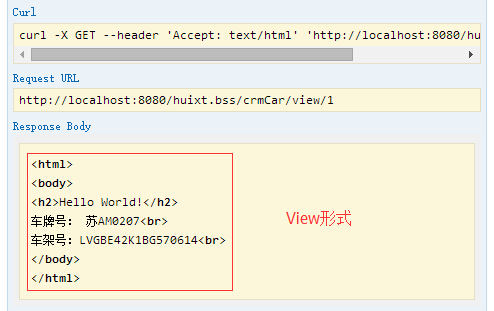 Curl
curl -X GET --header 'Accept: text/html' 'http://localhost:8080/hu
Request URL
http://localhost:8080/huixt.bss/crmCar/view/1
Response Body
<html>
<body>
<h2>Hello World!</h2>
车牌号： 苏AM0207<br>
车架号：LVGBE42K1BG570614<br>
</body>
</html>
View形式